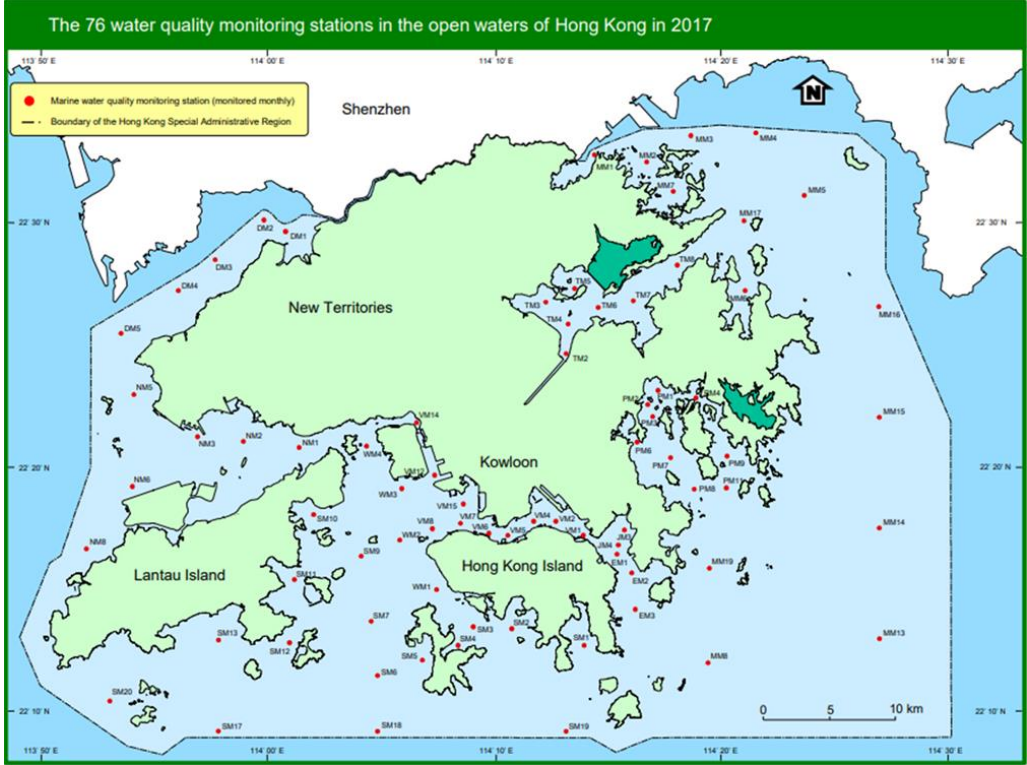 The 76 water quality monitoring stations in the open waters of Hong Kong in 2017
113° 50' E
114° 00' E
114° 10' E
114° 20' E
114° 30' E
N
Marine water quality monitoring station (monitored monthly)
Boundary of the Hong Kong Special Administrative Region
Shenzhen
MM3
MM4
MM2
MM1
MM7
MM5
MM17
22° 30' N
22° 30' N
DM2
DM1
DM3
TM8
DM4
TM5
TM7
MM6
TM3
TM6
New Territories
MM16
TM4
DM5
TM2
NM5
PM1
PM4
PM2
PM3
MM15
VM14
NM3
NM2
NM1
WM4
PM6
Kowloon
PM7
PM9
22° 20' N
22° 20' N
VM12
NM6
WM3
PM8
PM11
VM15
SM10
VM8
VM7
VM4
VM2
MM14
VM6
VM5
VM1
JM3
WM2
JM4
NM8
SM9
EM1
MM19
Lantau Island
Hong Kong Island
SM11
EM2
WM1
EM3
SM7
SM3
SM2
SM13
SM12
SM4
SM1
MM13
SM5
MM8
SM6
SM20
22° 10' N
22° 10' N
0
5
10 km
SM17
SM18
SM19
113° 50' E
114° 00' E
114° 10' E
114° 20' E
114° 30' E